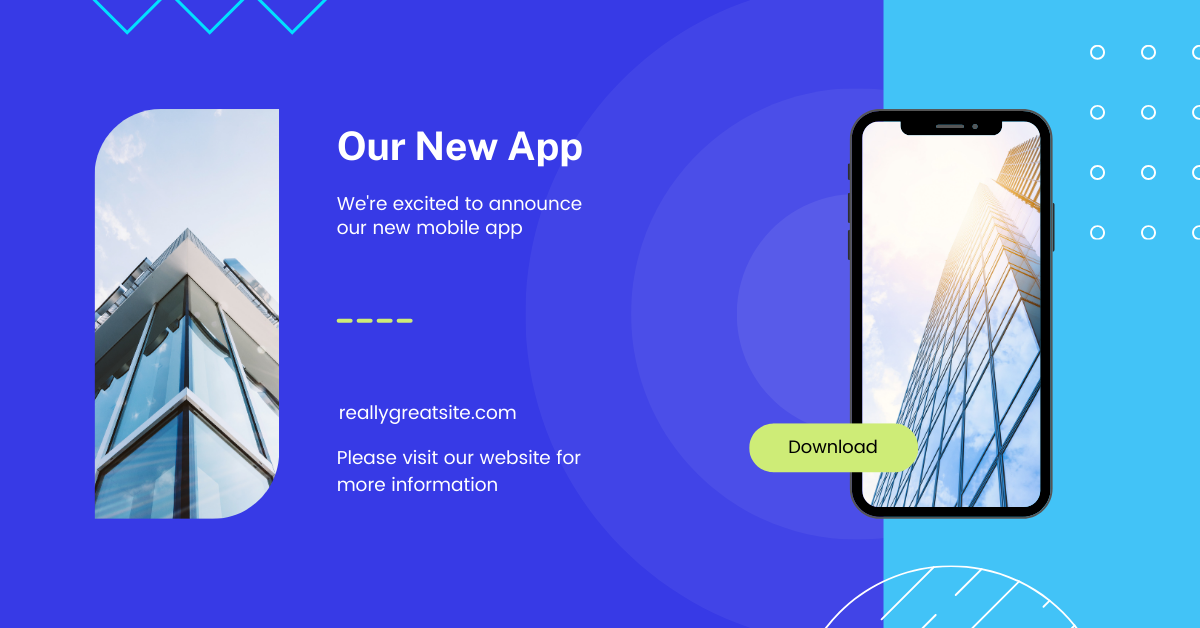 Our New App
We're excited to announce
our new mobile app
reallygreatsite.com
Please visit our website for
more information
Download